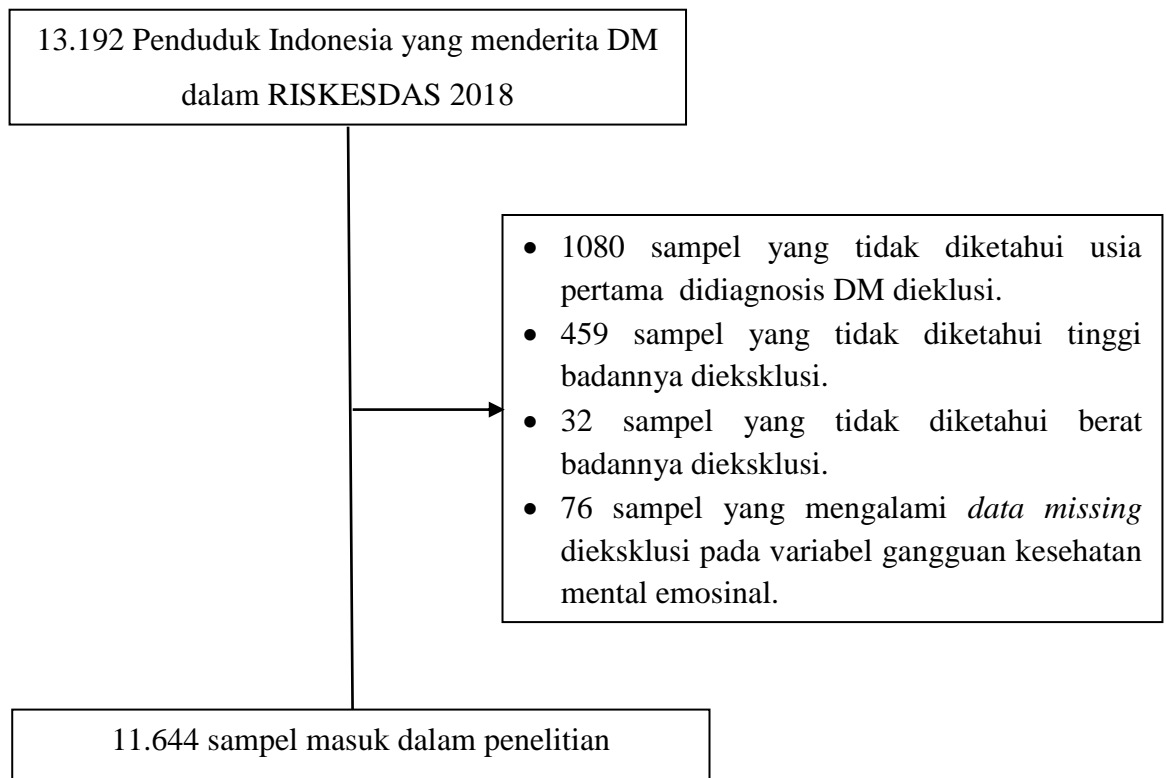 13.192 Penduduk Indonesia yang menderita DM
dalam RISKESDAS 2018
• 1080 sampel yang tidak diketahui usia
pertama didiagnosis DM dieklusi.
• 459 sampel yang tidak diketahui tinggi
badannya dieksklusi.
• 32 sampel yang tidak diketahui berat
badannya dieksklusi.
• 76 sampel yang mengalami data missing
dieksklusi pada variabel gangguan kesehatan
mental emosinal.
11.644 sampel masuk dalam penelitian